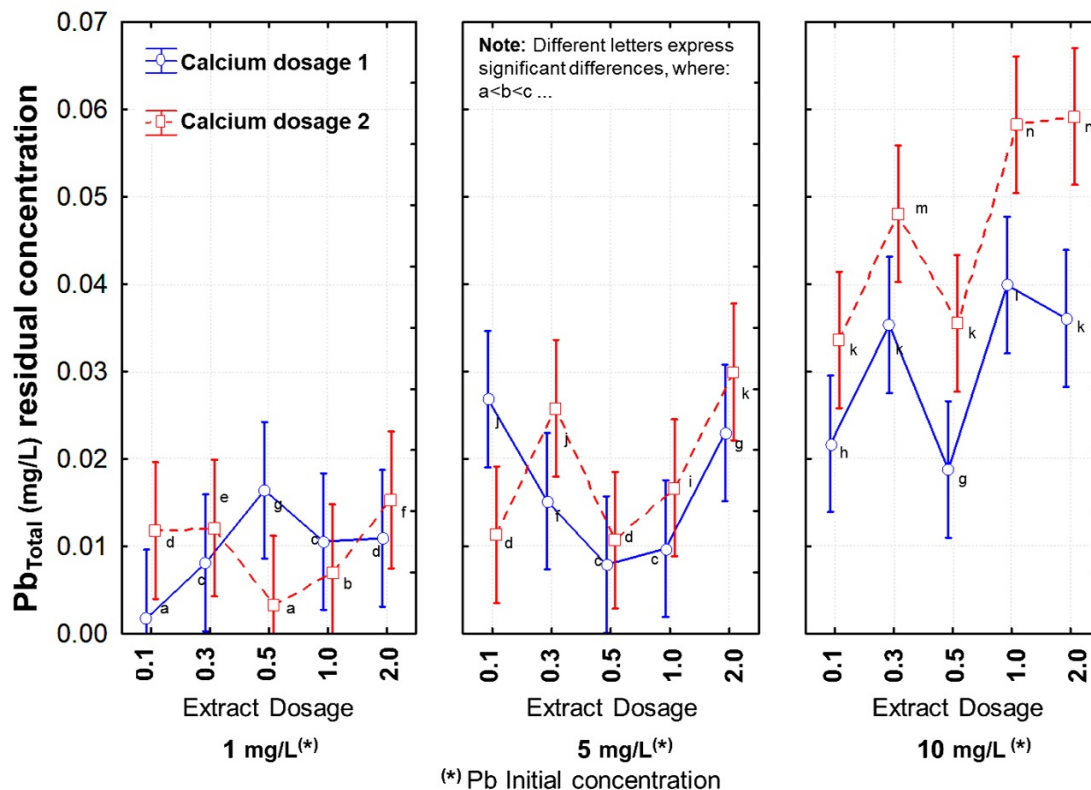 Pb_Total (mg/L) residual concentration
0.07
0.06
0.05
0.04
0.03
0.02
0.01
0.00
Calcium dosage 1
Calcium dosage 2
a
c
g
c
d
d
e
a
b
f
0.1
0.3
0.5
1.0
2.0
Extract Dosage
1 mg/L(*)
Note: Different letters express
significant differences, where:
a<b<c ...
j
f
c
c
g
d
j
d
i
k
0.1
0.3
0.5
1.0
2.0
Extract Dosage
5 mg/L(*)
h
k
g
l
k
k
m
k
n
n
0.1
0.3
0.5
1.0
2.0
Extract Dosage
10 mg/L(*)
(*) Pb Initial concentration